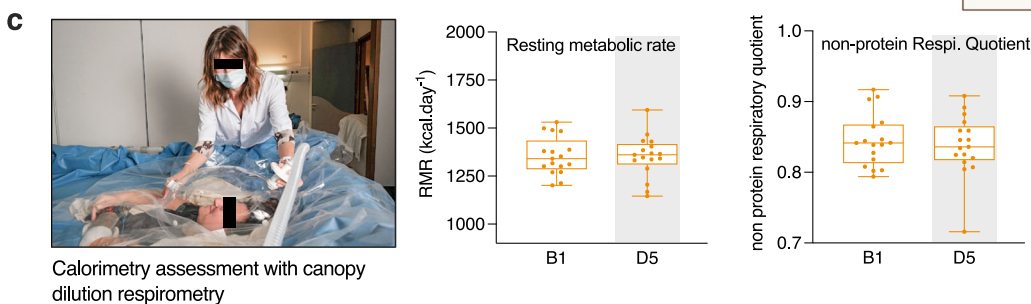 c
Calorimetry assessment with canopy
dilution respirometry
RMR (kcal.day⁻¹)
2000
1750
1500
1250
1000
Resting metabolic rate
B1
D5
non protein respiratory quotient
1.0
0.9
0.8
0.7
non-protein Respi. Quotient
B1
D5